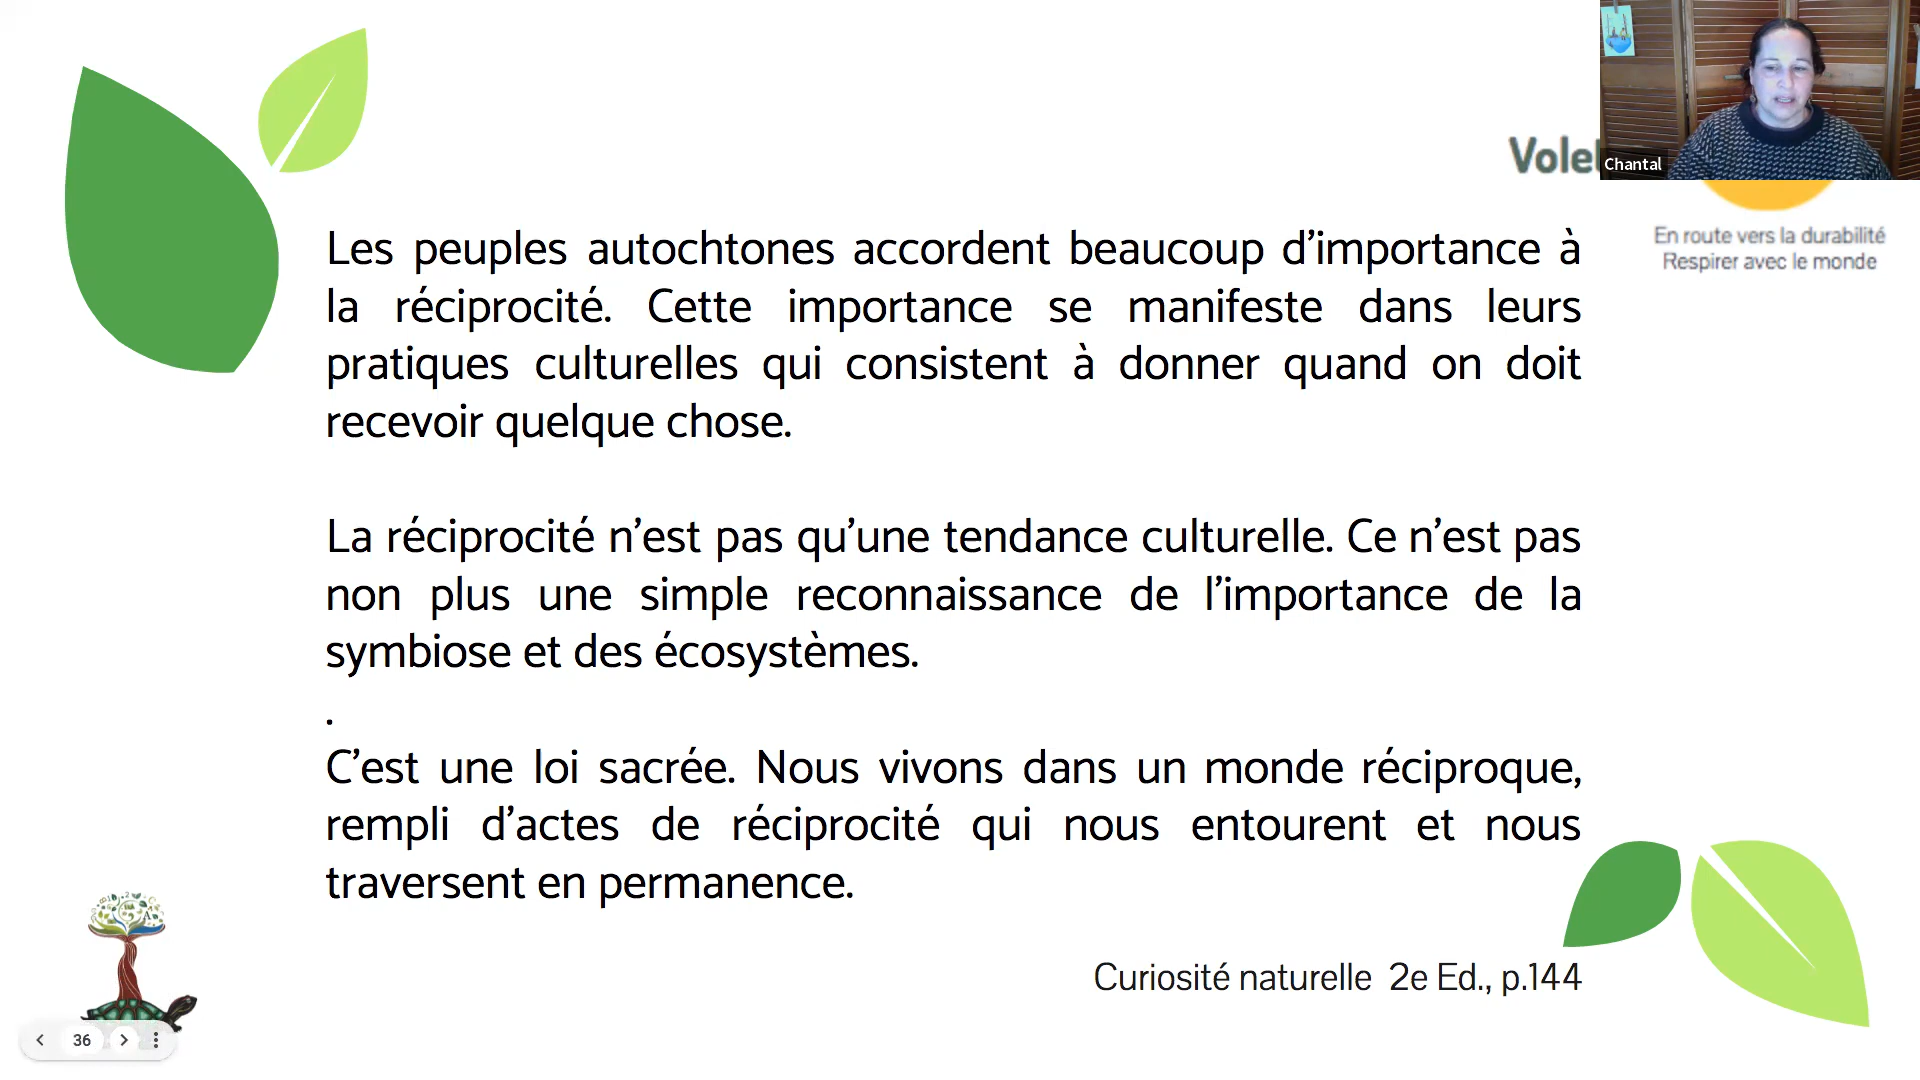 Vole
Chantal
En route vers la durabilité
Respirer avec le monde
Les peuples autochtones accordent beaucoup d’importance à
la réciprocité. Cette importance se manifeste dans leurs
pratiques culturelles qui consistent à donner quand on doit
recevoir quelque chose.
La réciprocité n’est pas qu’une tendance culturelle. Ce n’est pas
non plus une simple reconnaissance de l’importance de la
symbiose et des écosystèmes.
.
C’est une loi sacrée. Nous vivons dans un monde réciproque,
rempli d’actes de réciprocité qui nous entourent et nous
traversent en permanence.
Curiosité naturelle 2e Ed., p.144
36